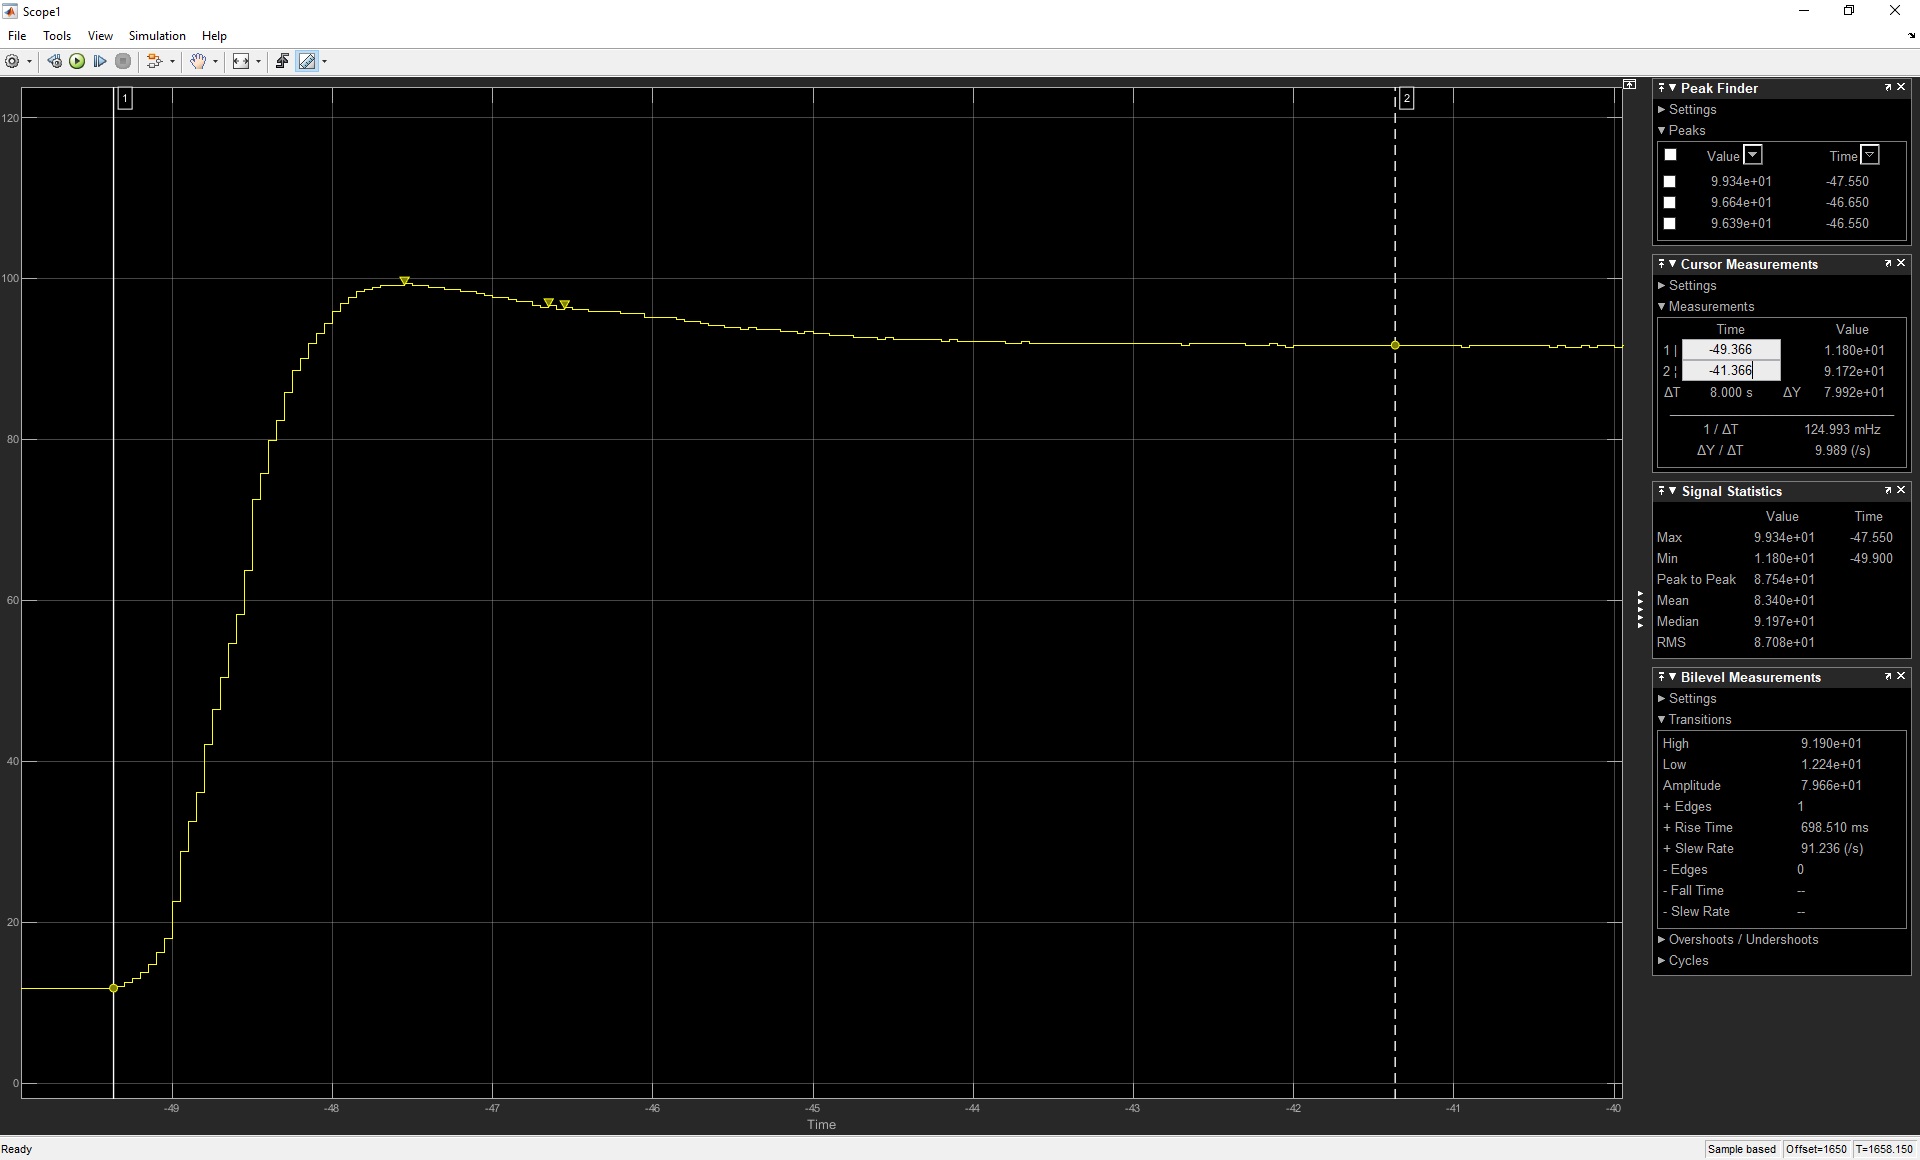 Scope1
File Tools View Simulation Help
1
2
120
100
80
60
40
20
0
-49 -48 -47 -46 -45 -44 -43 -42 -41 -40
Time
Peak Finder
Settings
Peaks
Value Time
9.934e+01 -47.550
9.664e+01 -46.650
9.639e+01 -46.550
Cursor Measurements
Settings
Measurements
Time Value
1 | -49.366 1.180e+01
2 ¦ -41.366 9.172e+01
ΔT 8.000 s ΔY 7.992e+01
1 / ΔT 124.993 mHz
ΔY / ΔT 9.989 (/s)
Signal Statistics
Value Time
Max 9.934e+01 -47.550
Min 1.180e+01 -49.900
Peak to Peak 8.754e+01
Mean 8.340e+01
Median 9.197e+01
RMS 8.708e+01
Bilevel Measurements
Settings
Transitions
High 9.190e+01
Low 1.224e+01
Amplitude 7.966e+01
+ Edges 1
+ Rise Time 698.510 ms
+ Slew Rate 91.236 (/s)
- Edges 0
- Fall Time --
- Slew Rate --
Overshoots / Undershoots
Cycles
Ready
Sample based Offset=1650 T=1658.150